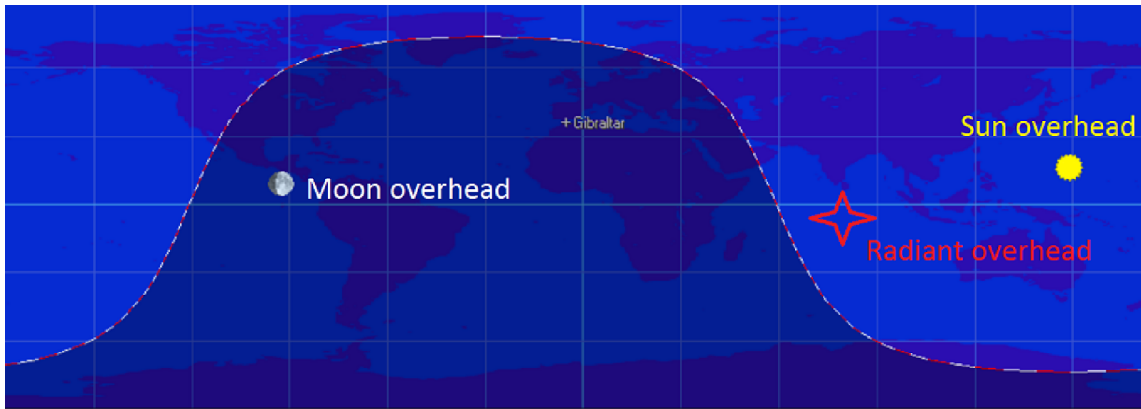 + Gibraltar
Sun overhead
Moon overhead
Radiant overhead